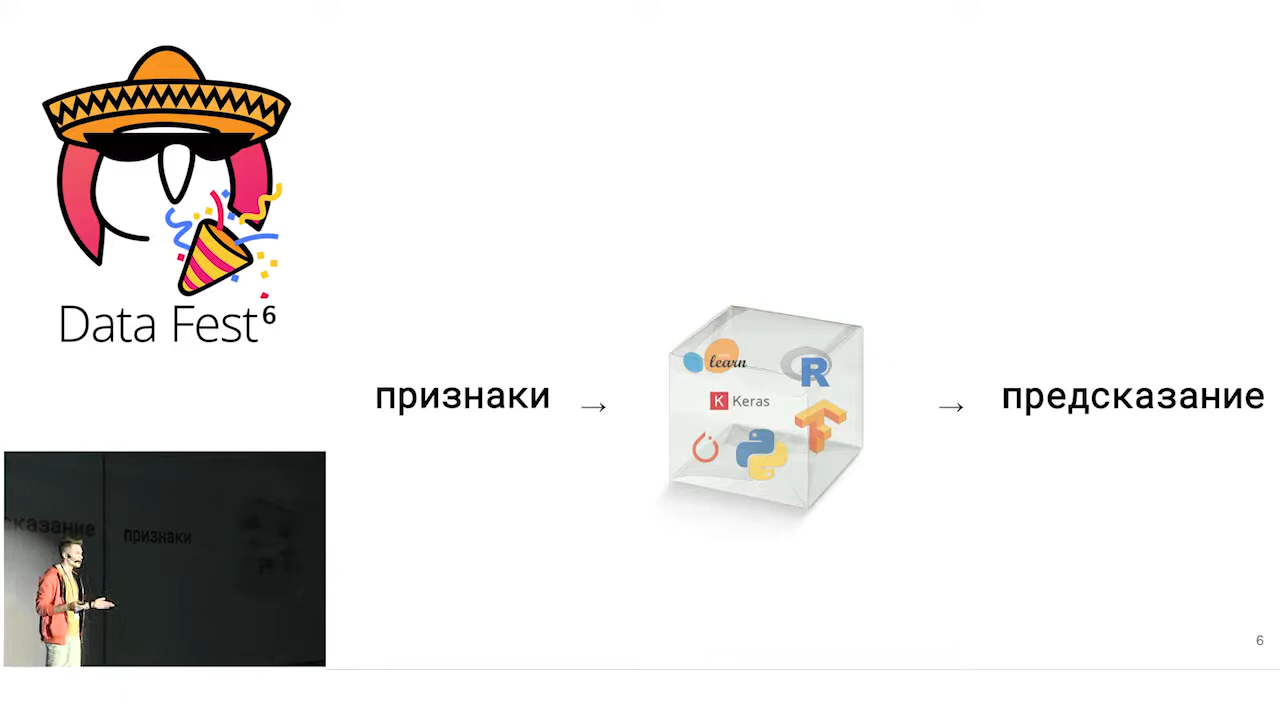 Data Fest⁶
признаки
→
learn
R
K Keras
→
предсказание
сказание
признаки
6